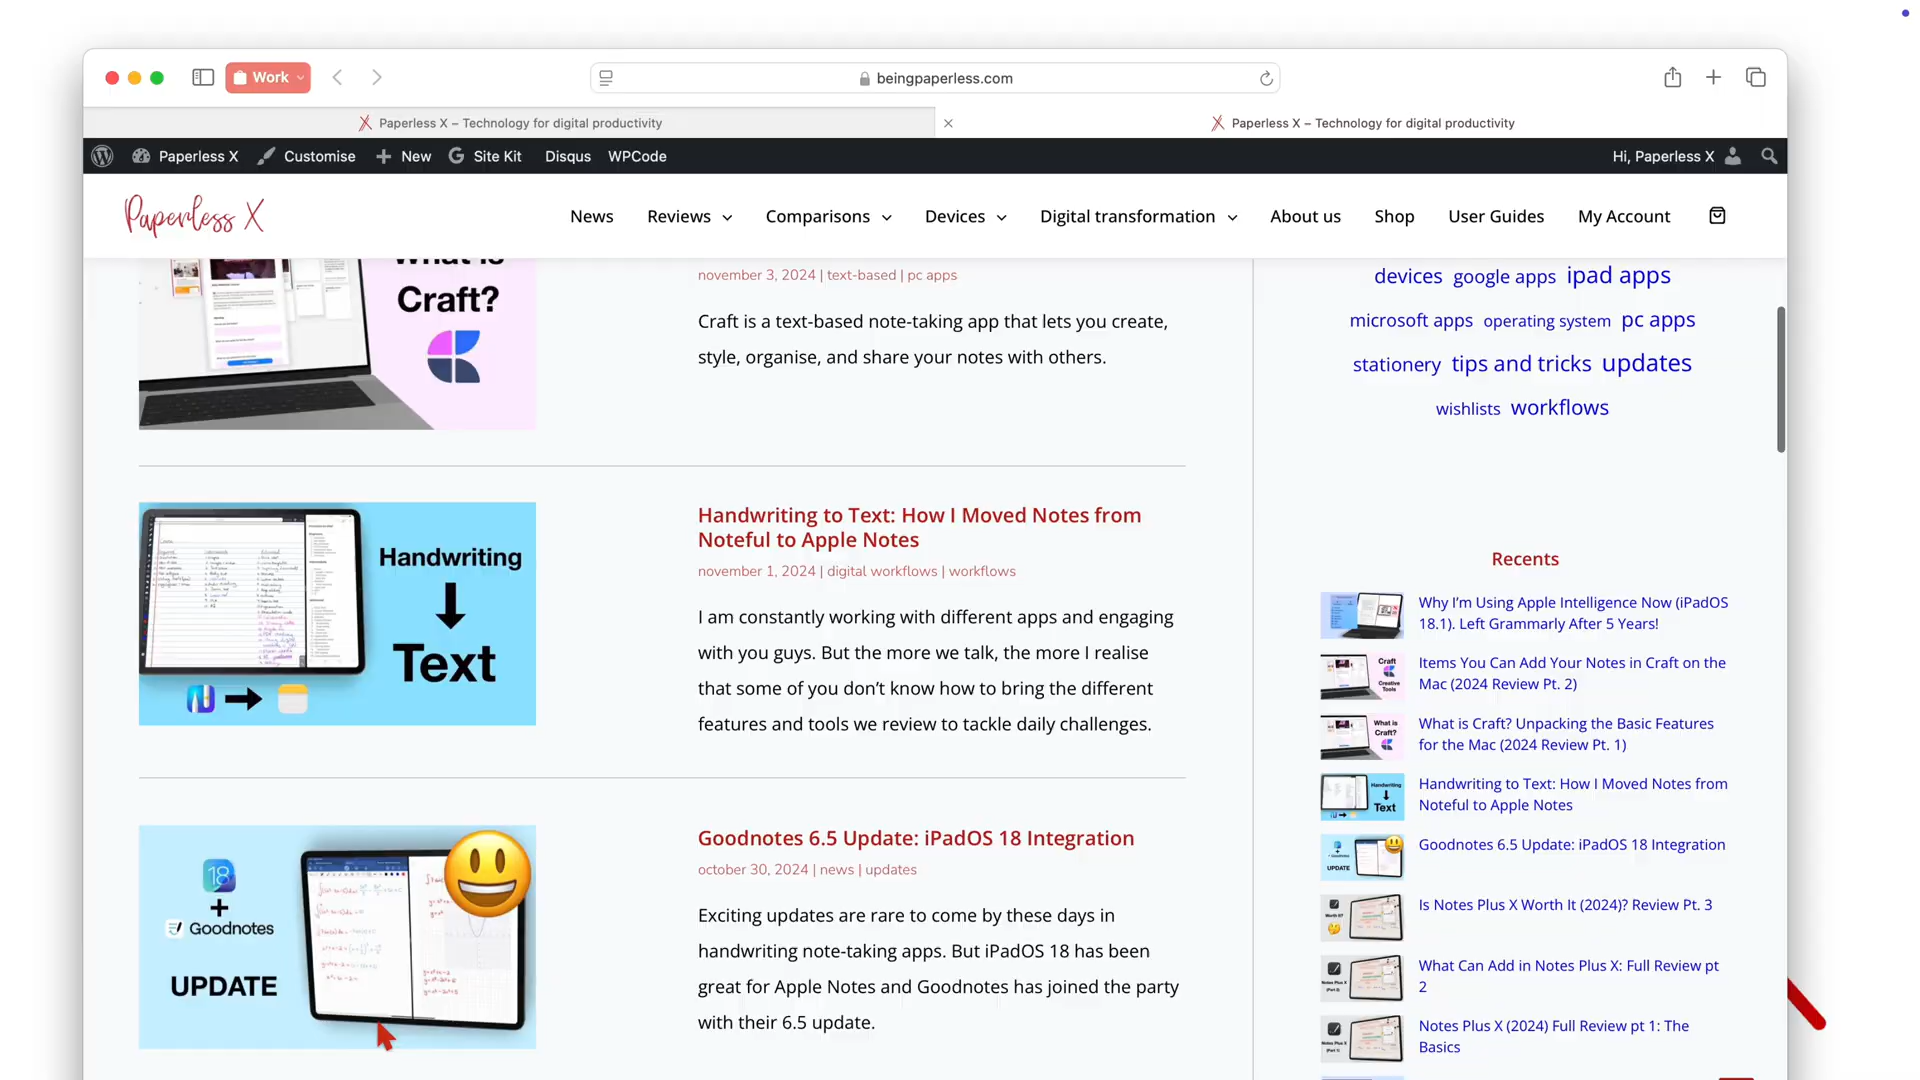 Work
beingpaperless.com
Paperless X – Technology for digital productivity
Paperless X – Technology for digital productivity
Paperless X
Customise
New
Site Kit
Disqus
WPCode
Hi, Paperless X
Paperless X
News
Reviews
Comparisons
Devices
Digital transformation
About us
Shop
User Guides
My Account
What is
Craft?
november 3, 2024 | text-based | pc apps
Craft is a text-based note-taking app that lets you create,
style, organise, and share your notes with others.
Handwriting
Text
Handwriting to Text: How I Moved Notes from
Noteful to Apple Notes
november 1, 2024 | digital workflows | workflows
I am constantly working with different apps and engaging
with you guys. But the more we talk, the more I realise
that some of you don’t know how to bring the different
features and tools we review to tackle daily challenges.
18
+
Goodnotes
UPDATE
Goodnotes 6.5 Update: iPadOS 18 Integration
october 30, 2024 | news | updates
Exciting updates are rare to come by these days in
handwriting note-taking apps. But iPadOS 18 has been
great for Apple Notes and Goodnotes has joined the party
with their 6.5 update.
devices google apps ipad apps
microsoft apps operating system pc apps
stationery tips and tricks updates
wishlists workflows
Recents
Why I’m Using Apple Intelligence Now (iPadOS
18.1). Left Grammarly After 5 Years!
Craft
Creative
Tools
Items You Can Add Your Notes in Craft on the
Mac (2024 Review Pt. 2)
What is
Craft?
What is Craft? Unpacking the Basic Features
for the Mac (2024 Review Pt. 1)
Handwriting
Text
Handwriting to Text: How I Moved Notes from
Noteful to Apple Notes
UPDATE
Goodnotes 6.5 Update: iPadOS 18 Integration
Is Notes Plus X Worth It (2024)? Review Pt. 3
What Can Add in Notes Plus X: Full Review pt
2
Notes Plus X (2024) Full Review pt 1: The
Basics